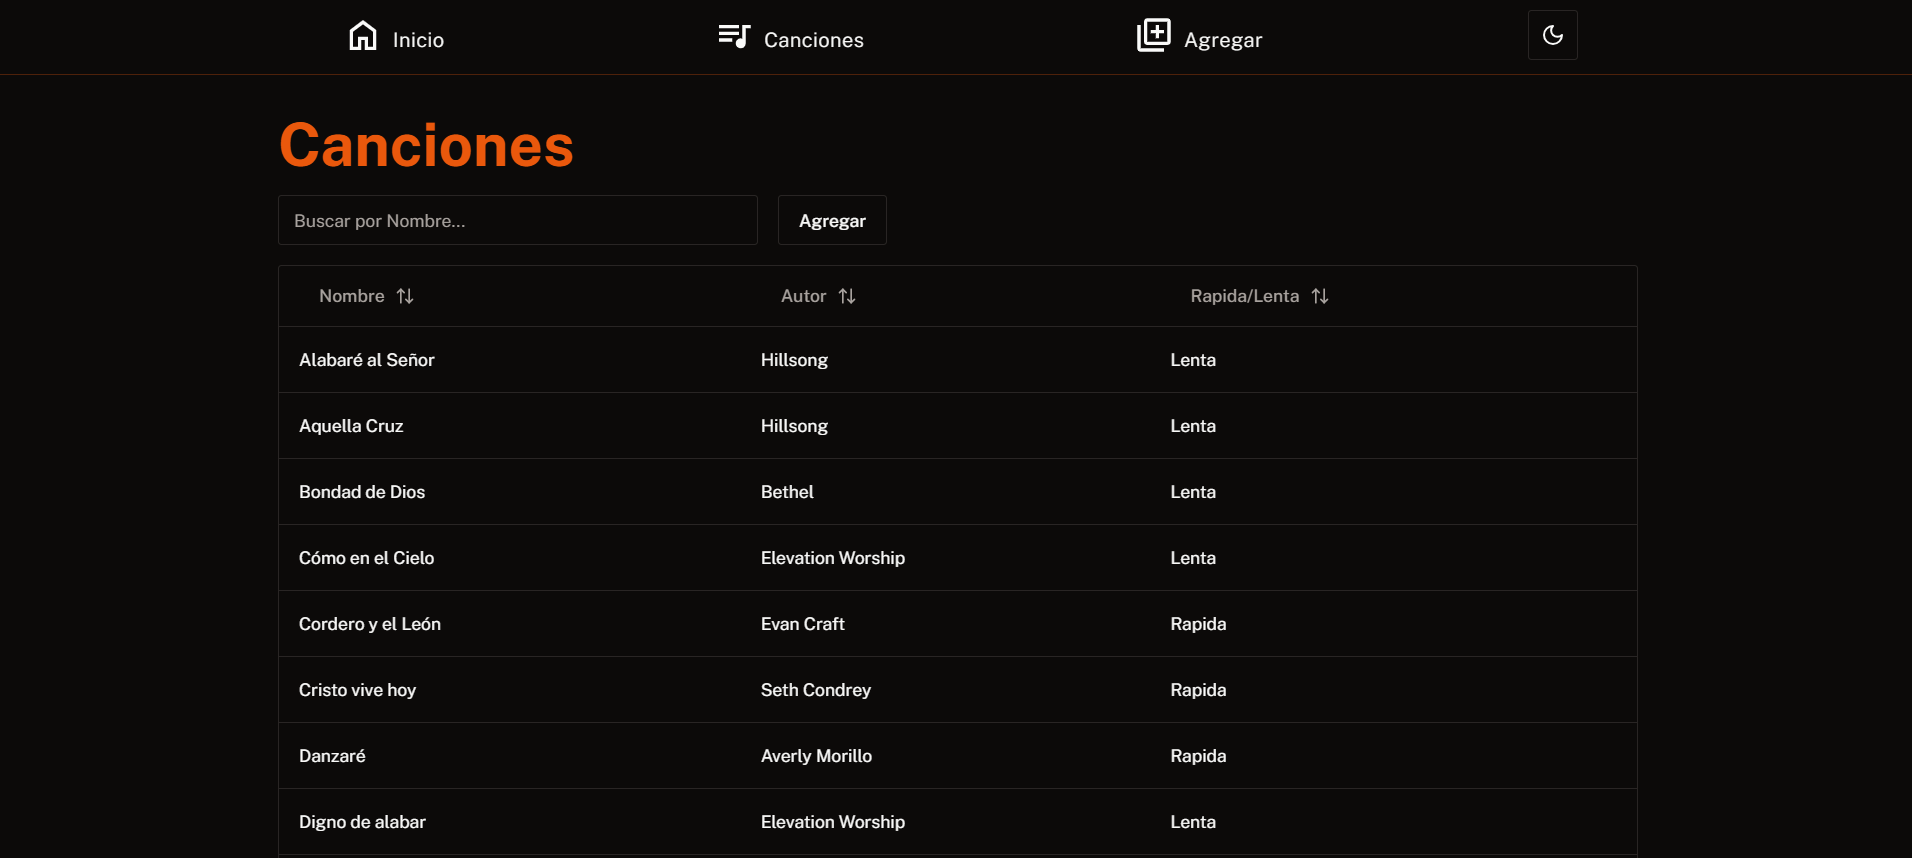 Inicio Canciones Agregar
Canciones
Buscar por Nombre... Agregar
Nombre Autor Rapida/Lenta
Alabaré al Señor Hillsong Lenta
Aquella Cruz Hillsong Lenta
Bondad de Dios Bethel Lenta
Cómo en el Cielo Elevation Worship Lenta
Cordero y el León Evan Craft Rapida
Cristo vive hoy Seth Condrey Rapida
Danzaré Averly Morillo Rapida
Digno de alabar Elevation Worship Lenta